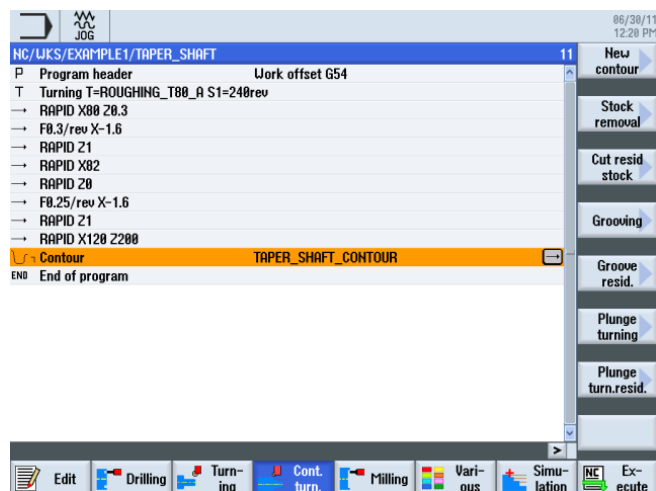 JOG
06/30/11
12:20 PM
NC/WKS/EXAMPLE1/TAPER_SHAFT 11
P Program header Work offset G54
T Turning T=ROUGHING_T80_A S1=240rev
→ RAPID X80 Z0.3
→ F0.3/rev X-1.6
→ RAPID Z1
→ RAPID X82
→ RAPID Z0
→ F0.25/rev X-1.6
→ RAPID Z1
→ RAPID X120 Z200
Contour TAPER_SHAFT_CONTOUR →
END End of program
New
contour
Stock
removal
Cut resid
stock
Grooving
Groove
resid.
Plunge
turning
Plunge
turn.resid.
>
Edit
Drilling
Turn-
ing
Cont.
turn.
Milling
Vari-
ous
Simu-
lation
NC Ex-
ecute